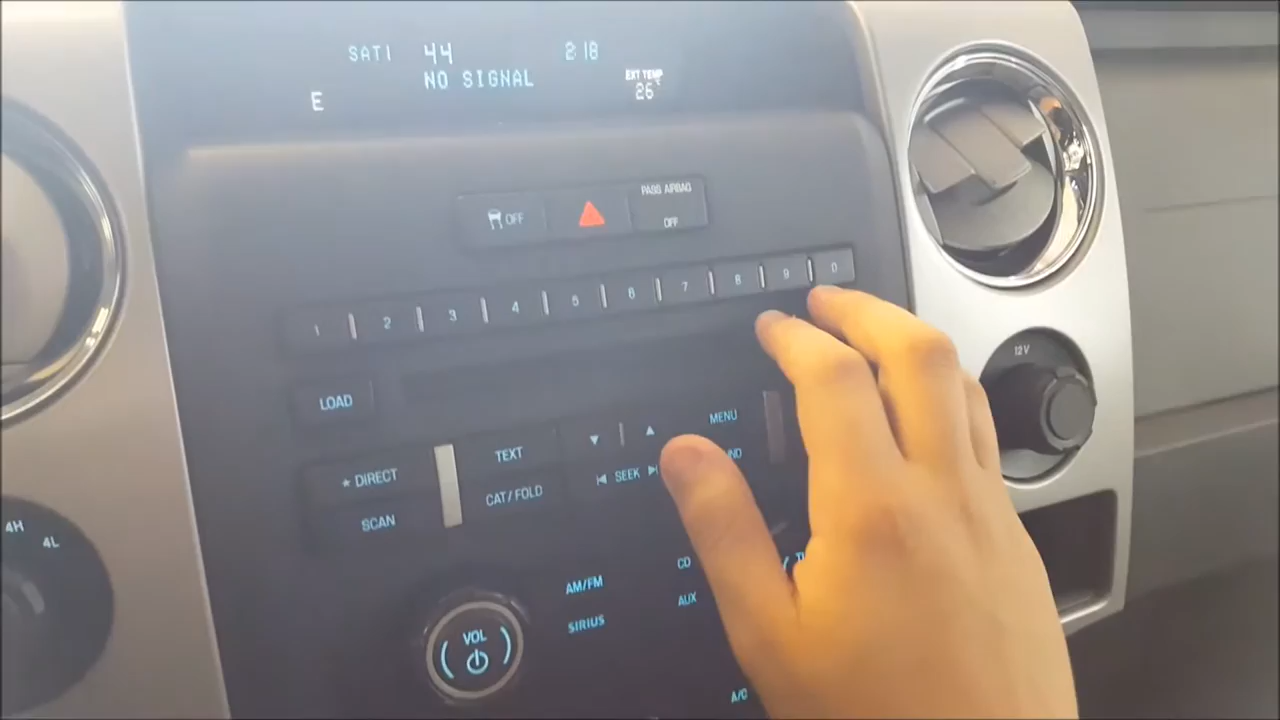 SAT1 44 2:18
NO SIGNAL
EXT TEMP
26°
E
OFF
PASS AIRBAG
OFF
1 2 3 4 5 6 7 8 9 0
12V
LOAD
MENU
TEXT
★ DIRECT
SEEK
CAT/FOLD
SCAN
4H
4L
CD
AM/FM
AUX
SIRIUS
VOL
A/C